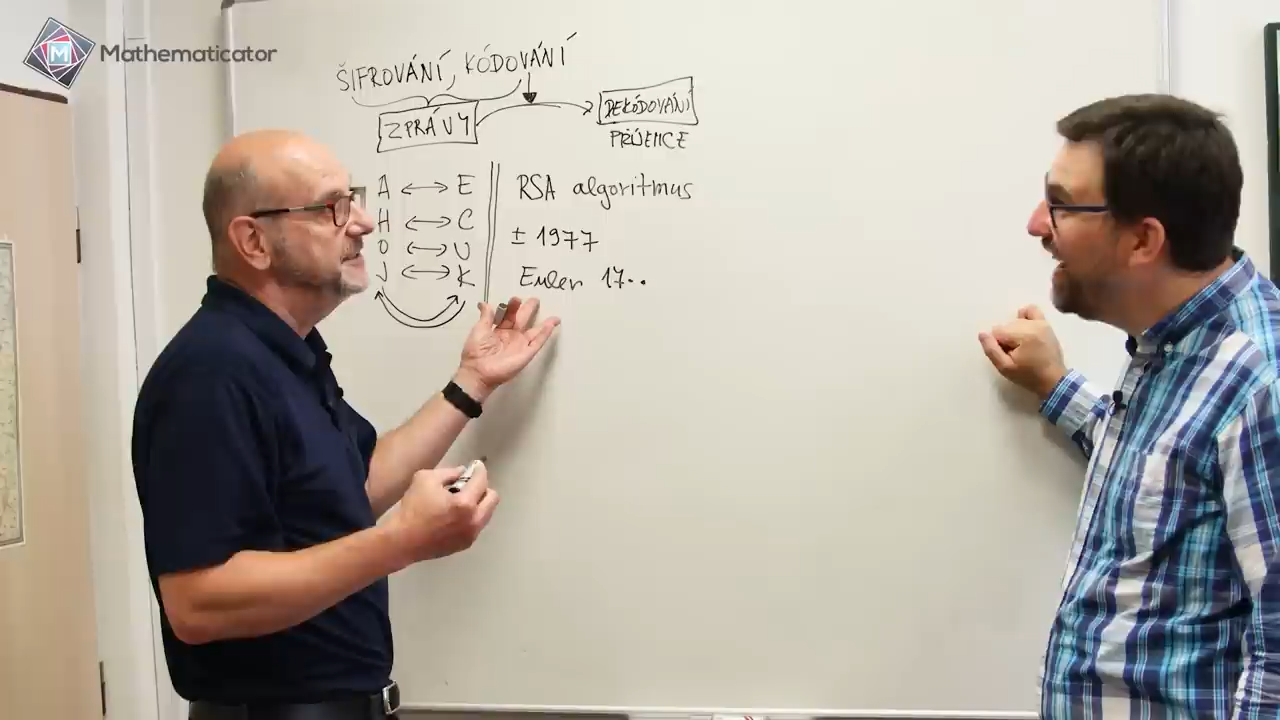 Mathematicator
ŠIFROVÁNÍ, KÓDOVÁNÍ
ZPRÁVY
DEKÓDOVÁNÍ
PŘÍJEMCE
A ↔ E
H ↔ C
O ↔ U
J ↔ K
RSA algoritmus
± 1977
Euler 17..